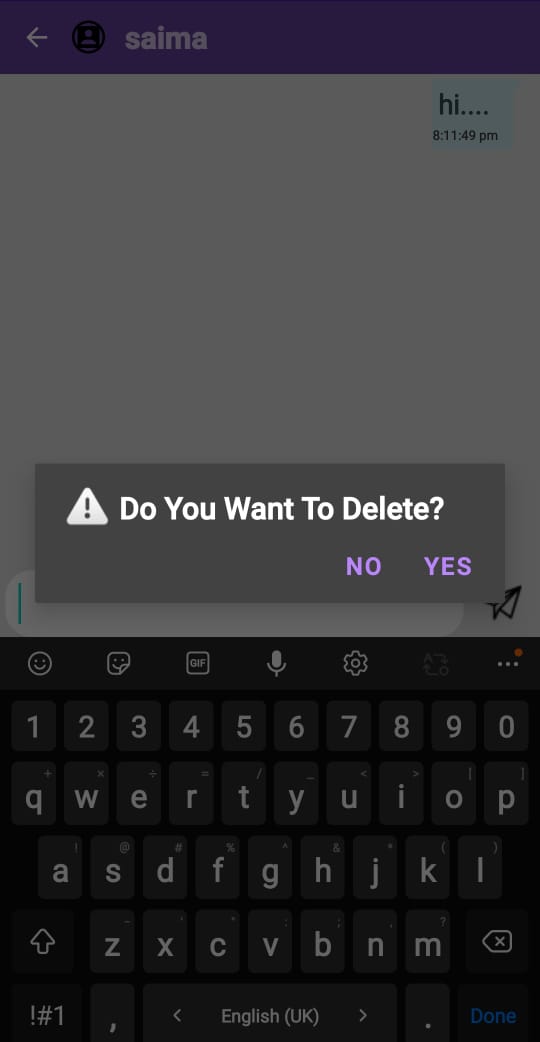 saima
hi....
8:11:49 pm
Do You Want To Delete?
NO YES
GIF
1 2 3 4 5 6 7 8 9 0
+ × ÷ = / _ < > [ ]
q w e r t y u i o p
! @ # % ^ & * ( )
a s d f g h j k l
- ' " : ; , ?
z x c v b n m
!#1 , < English (UK) > . Done